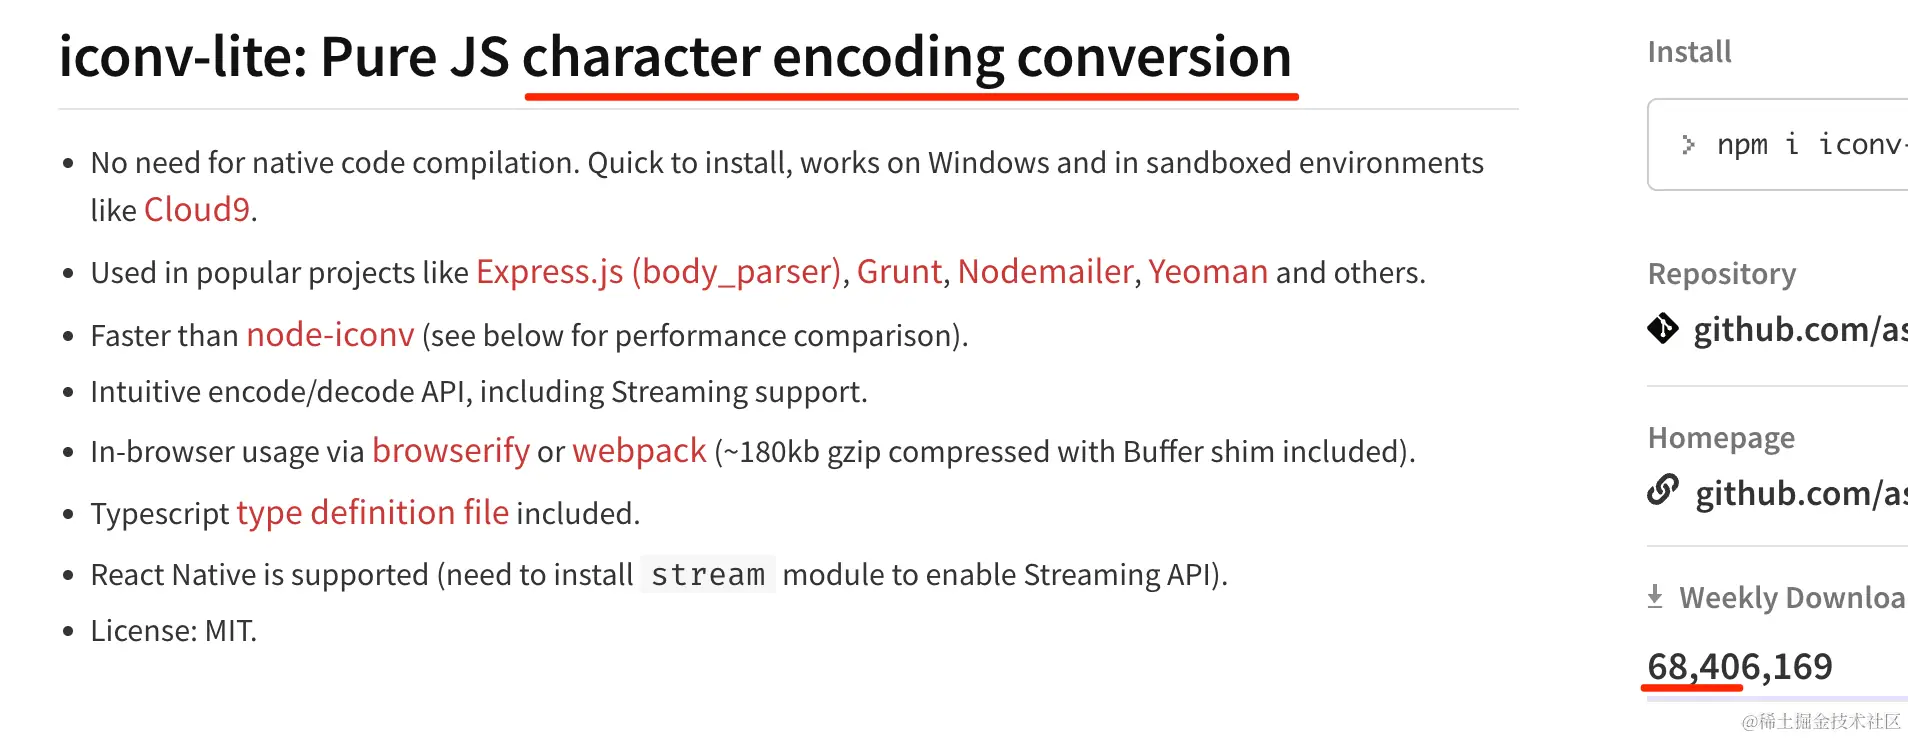 iconv-lite: Pure JS character encoding conversion
No need for native code compilation. Quick to install, works on Windows and in sandboxed environments
like Cloud9.
Used in popular projects like Express.js (body_parser), Grunt, Nodemailer, Yeoman and others.
Faster than node-iconv (see below for performance comparison).
Intuitive encode/decode API, including Streaming support.
In-browser usage via browserify or webpack (~180kb gzip compressed with Buffer shim included).
Typescript type definition file included.
React Native is supported (need to install stream module to enable Streaming API).
License: MIT.
Install
npm i iconv-
Repository
github.com/as
Homepage
github.com/as
Weekly Downloa
68,406,169
@稀土掘金技术社区